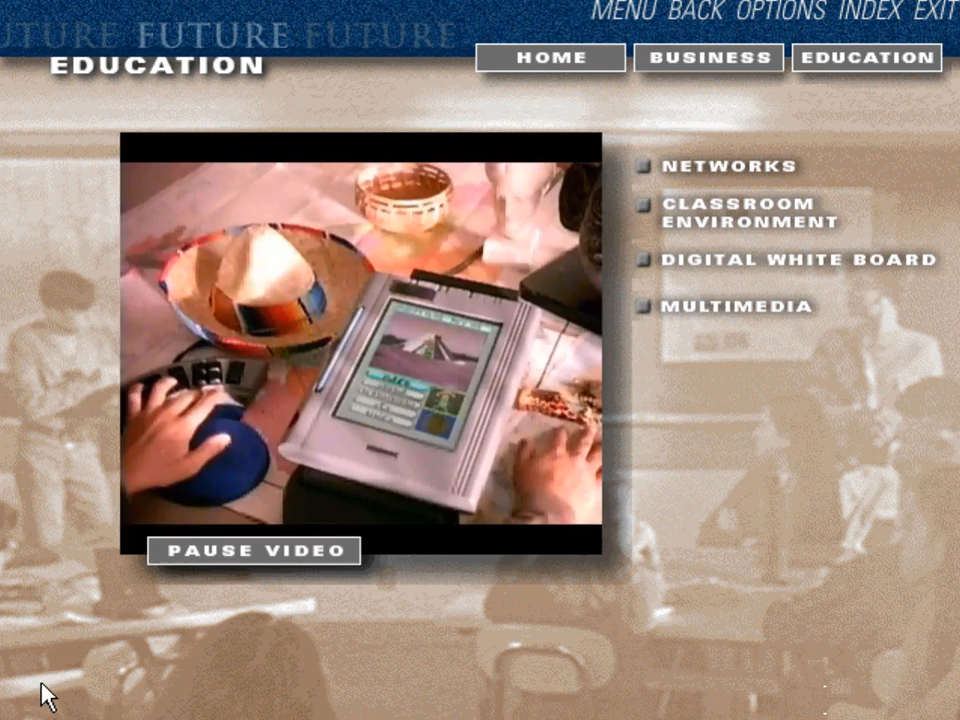 MENU BACK OPTIONS INDEX EXIT
FUTURE FUTURE
EDUCATION
HOME
BUSINESS
EDUCATION
NETWORKS
CLASSROOM
ENVIRONMENT
DIGITAL WHITE BOARD
MULTIMEDIA
PAUSE VIDEO